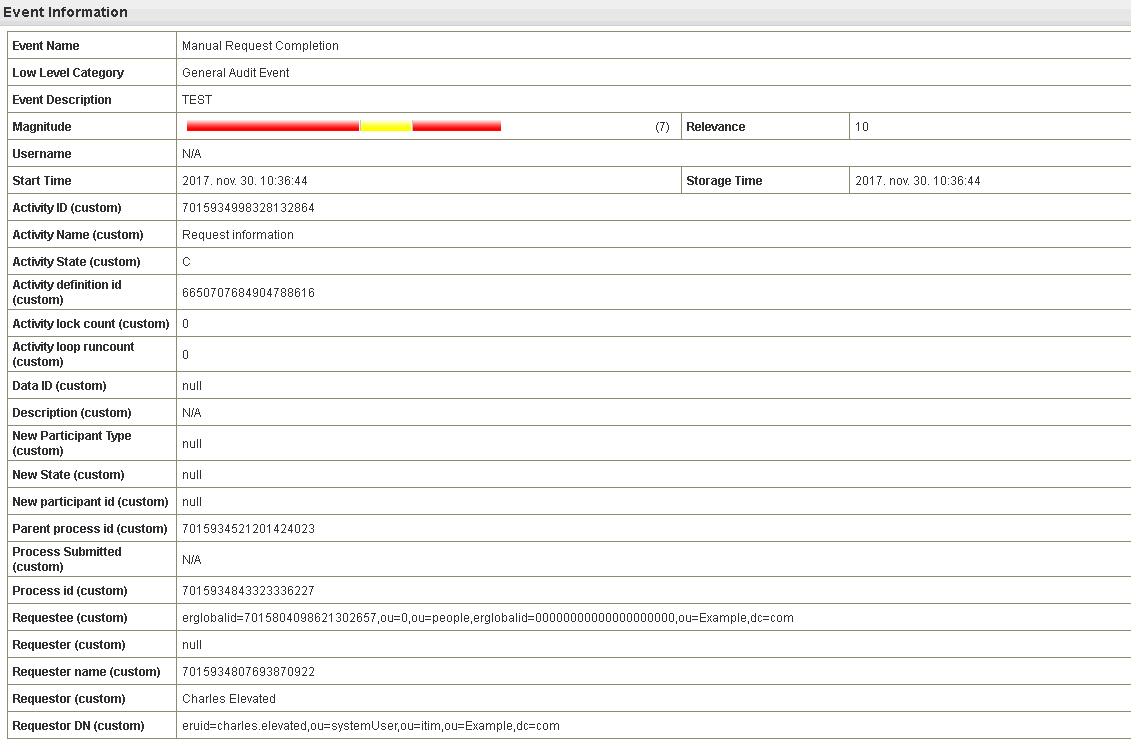 Event Information
Event Name Manual Request Completion
Low Level Category General Audit Event
Event Description TEST
Magnitude (7) Relevance 10
Username N/A
Start Time 2017. nov. 30. 10:36:44 Storage Time 2017. nov. 30. 10:36:44
Activity ID (custom) 7015934998328132864
Activity Name (custom) Request information
Activity State (custom) C
Activity definition id
(custom) 6650707684904788616
Activity lock count (custom) 0
Activity loop runcount
(custom) 0
Data ID (custom) null
Description (custom) N/A
New Participant Type
(custom) null
New State (custom) null
New participant id (custom) null
Parent process id (custom) 7015934521201424023
Process Submitted
(custom) N/A
Process id (custom) 7015934843323336227
Requestee (custom) erglobalid=7015804098621302657,ou=0,ou=people,erglobalid=00000000000000000000,ou=Example,dc=com
Requester (custom) null
Requester name (custom) 7015934807693870922
Requestor (custom) Charles Elevated
Requestor DN (custom) eruid=charles.elevated,ou=systemUser,ou=itim,ou=Example,dc=com